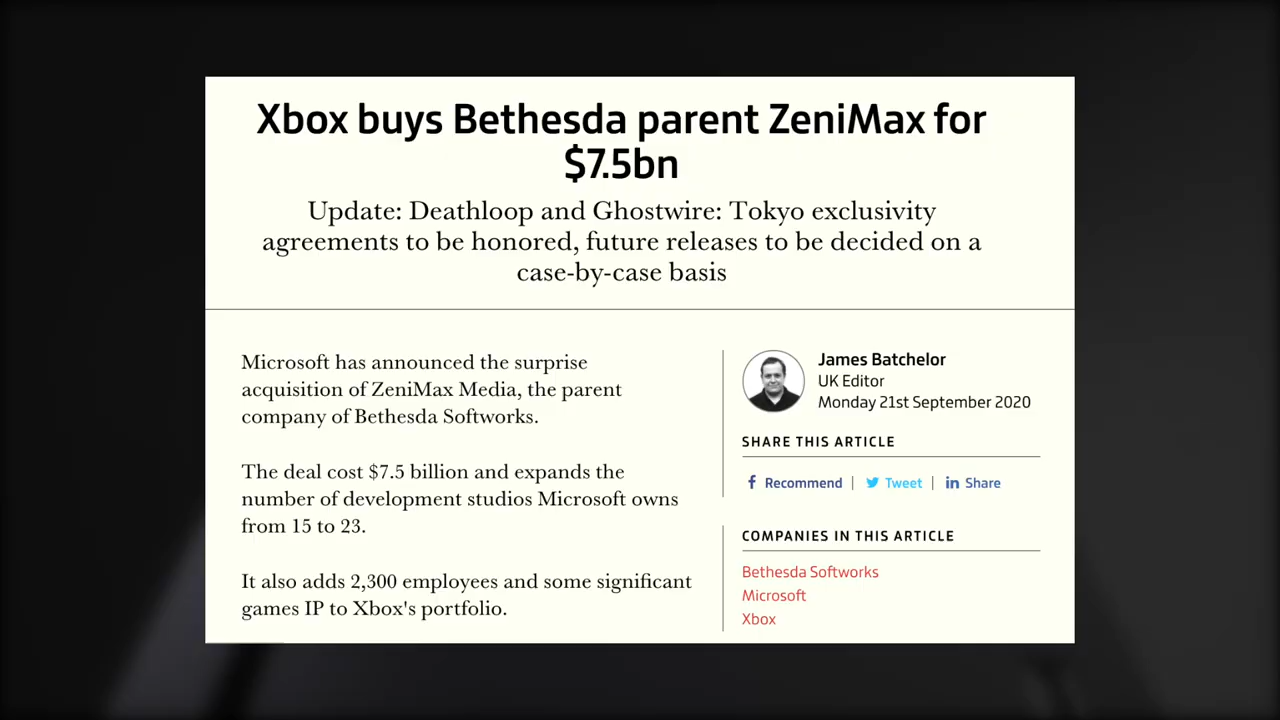 Xbox buys Bethesda parent ZeniMax for
$7.5bn
Update: Deathloop and Ghostwire: Tokyo exclusivity
agreements to be honored, future releases to be decided on a
case-by-case basis
Microsoft has announced the surprise
acquisition of ZeniMax Media, the parent
company of Bethesda Softworks.
The deal cost $7.5 billion and expands the
number of development studios Microsoft owns
from 15 to 23.
It also adds 2,300 employees and some significant
games IP to Xbox's portfolio.
James Batchelor
UK Editor
Monday 21st September 2020
SHARE THIS ARTICLE
Recommend | Tweet | in Share
COMPANIES IN THIS ARTICLE
Bethesda Softworks
Microsoft
Xbox